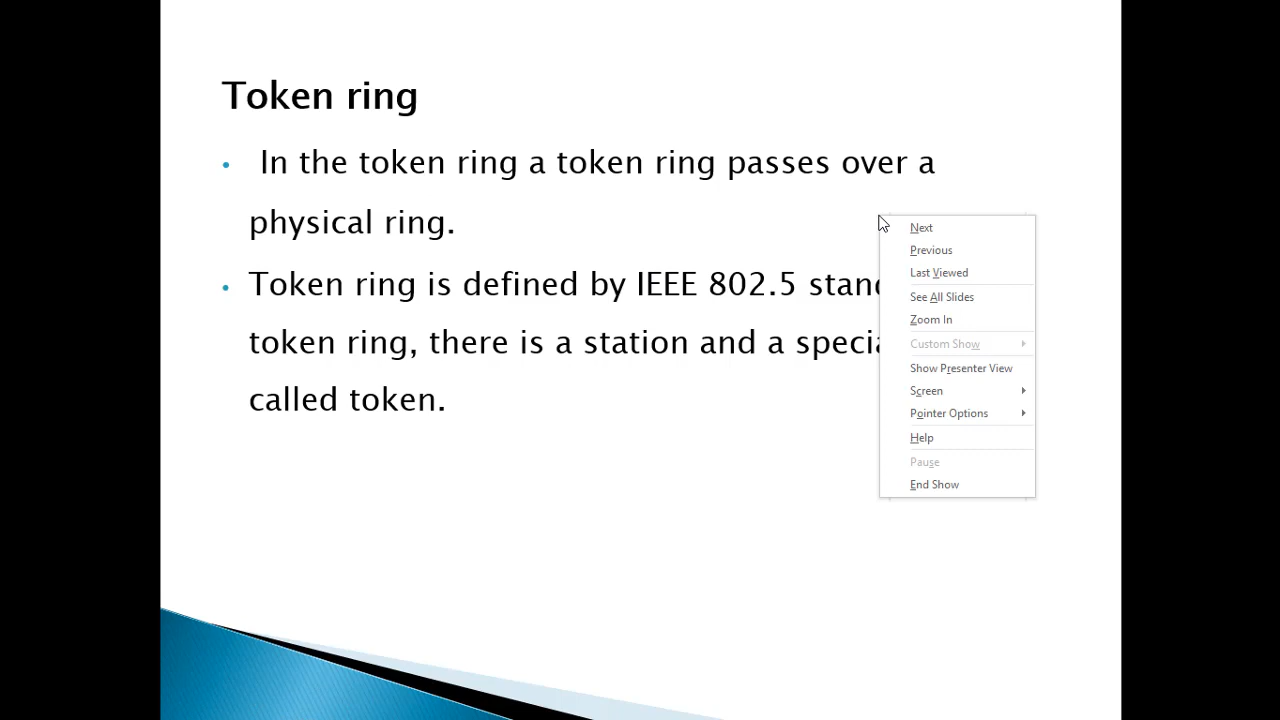 Token ring
• In the token ring a token ring passes over a
physical ring.
• Token ring is defined by IEEE 802.5
token ring, there is a station and a
called token.
Next
Previous
Last Viewed
See All Slides
Zoom In
Custom Show
Show Presenter View
Screen
Pointer Options
Help
Pause
End Show